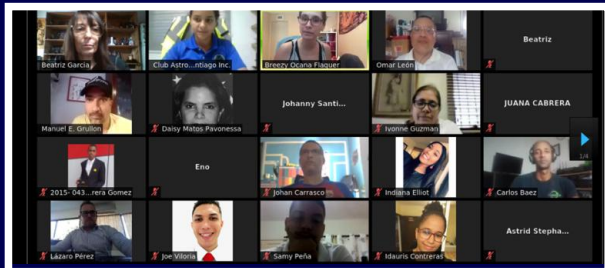 Beatriz Garcia
Club Astro...ntiago Inc.
Breezy Ocana Flaquer
Omar León
Beatriz
Manuel E. Grullon
Daisy Matos Pavonessa
Johanny Santi...
Ivonne Guzman
JUANA CABRERA
1/4
2015- 043...rera Gomez
Eno
Johan Carrasco
Indiana Elliot
Carlos Baez
Lázaro Pérez
Joe Viloria
Samy Peña
Idauris Contreras
Astrid Stepha...